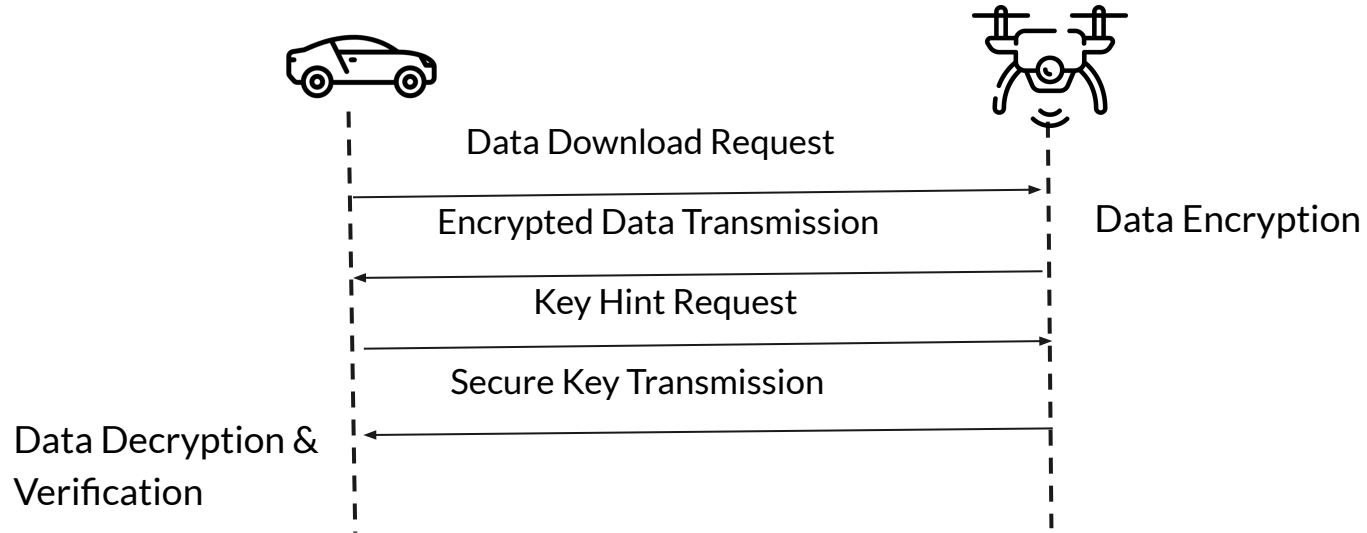 Data Download Request
Encrypted Data Transmission
Data Encryption
Key Hint Request
Secure Key Transmission
Data Decryption &
Verification